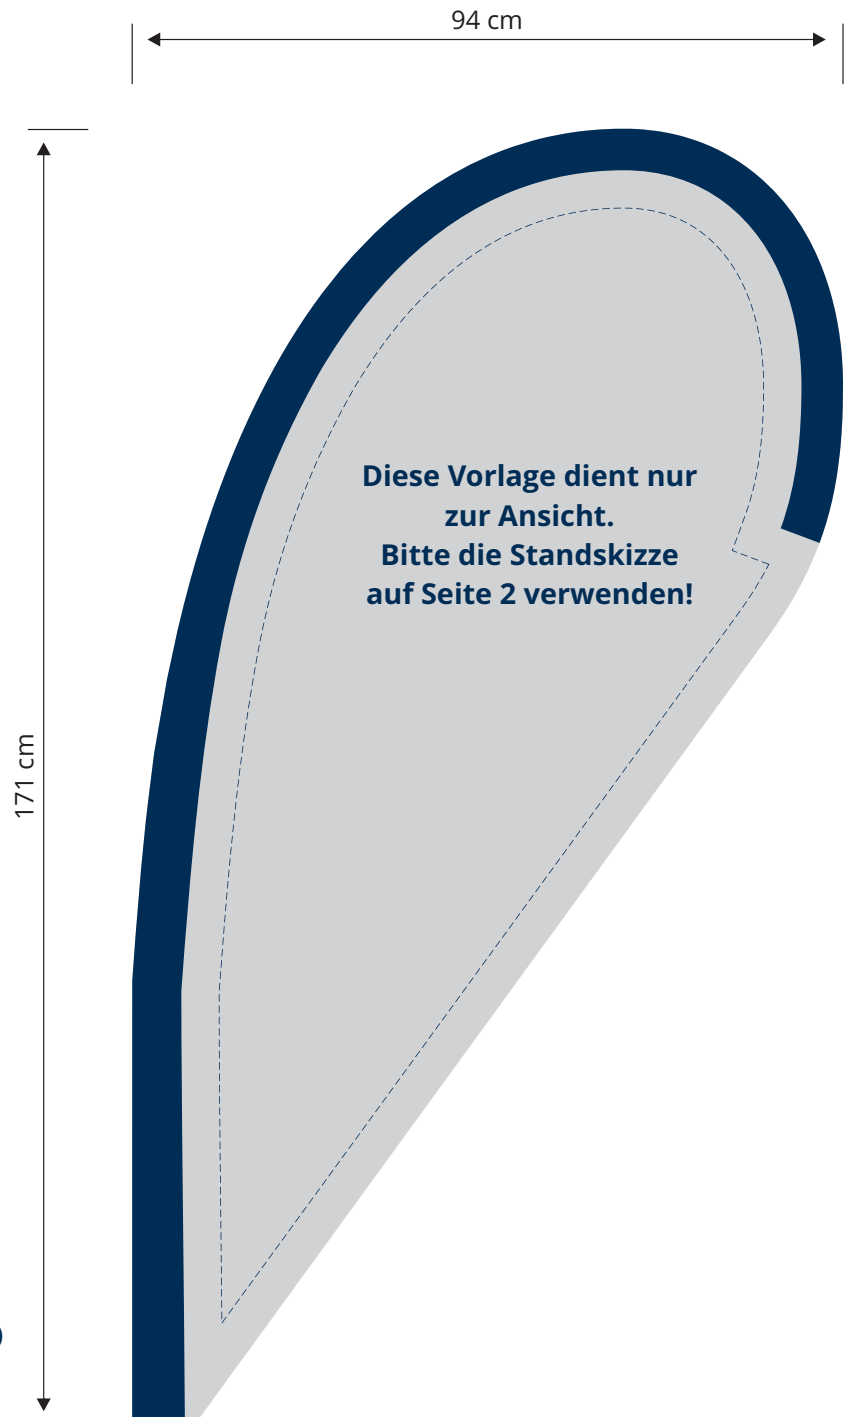 94 cm
Diese Vorlage dient nur
zur Ansicht.
Bitte die Standskizze
auf Seite 2 verwenden!
171 cm